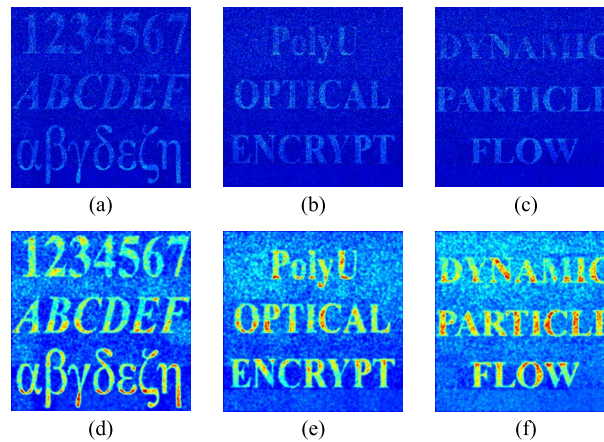 1234567
ABCDEF
αβγδεζη
(a)
PolyU
OPTICAL
ENCRYPT
(b)
DYNAMIC
PARTICLE
FLOW
(c)
1234567
ABCDEF
αβγδεζη
(d)
PolyU
OPTICAL
ENCRYPT
(e)
DYNAMIC
PARTICLE
FLOW
(f)